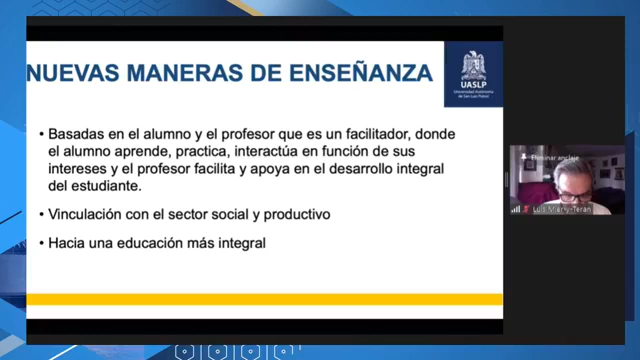 NUEVAS MANERAS DE ENSEÑANZA
UASLP
Universidad Autónoma
de San Luis Potosí
• Basadas en el alumno y el profesor que es un facilitador, donde
el alumno aprende, practica, interactúa en función de sus
intereses y el profesor facilita y apoya en el desarrollo integral
del estudiante.
• Vinculación con el sector social y productivo
• Hacia una educación más integral
Eliminar anclaje
Luis